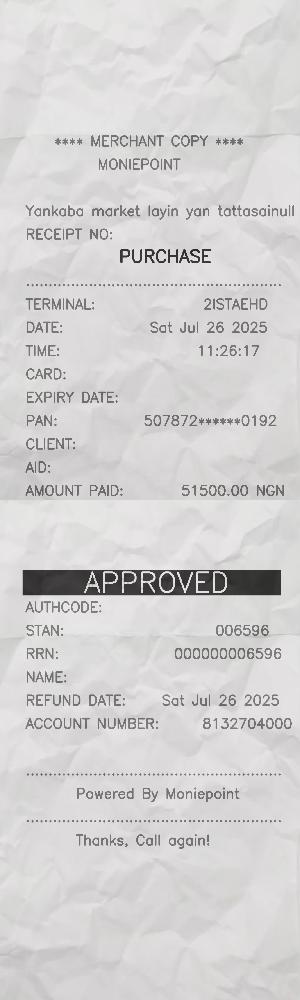 **** MERCHANT COPY ****
MONIEPOINT
Yankaba market layin yan tattasainull
RECEIPT NO:
PURCHASE
TERMINAL: 2ISTAEHD
DATE: Sat Jul 26 2025
TIME: 11:26:17
CARD:
EXPIRY DATE:
PAN: 507872******0192
CLIENT:
AID:
AMOUNT PAID: 51500.00 NGN
APPROVED
AUTHCODE:
STAN: 006596
RRN: 000000006596
NAME:
REFUND DATE: Sat Jul 26 2025
ACCOUNT NUMBER: 8132704000
Powered By Moniepoint
Thanks, Call again!